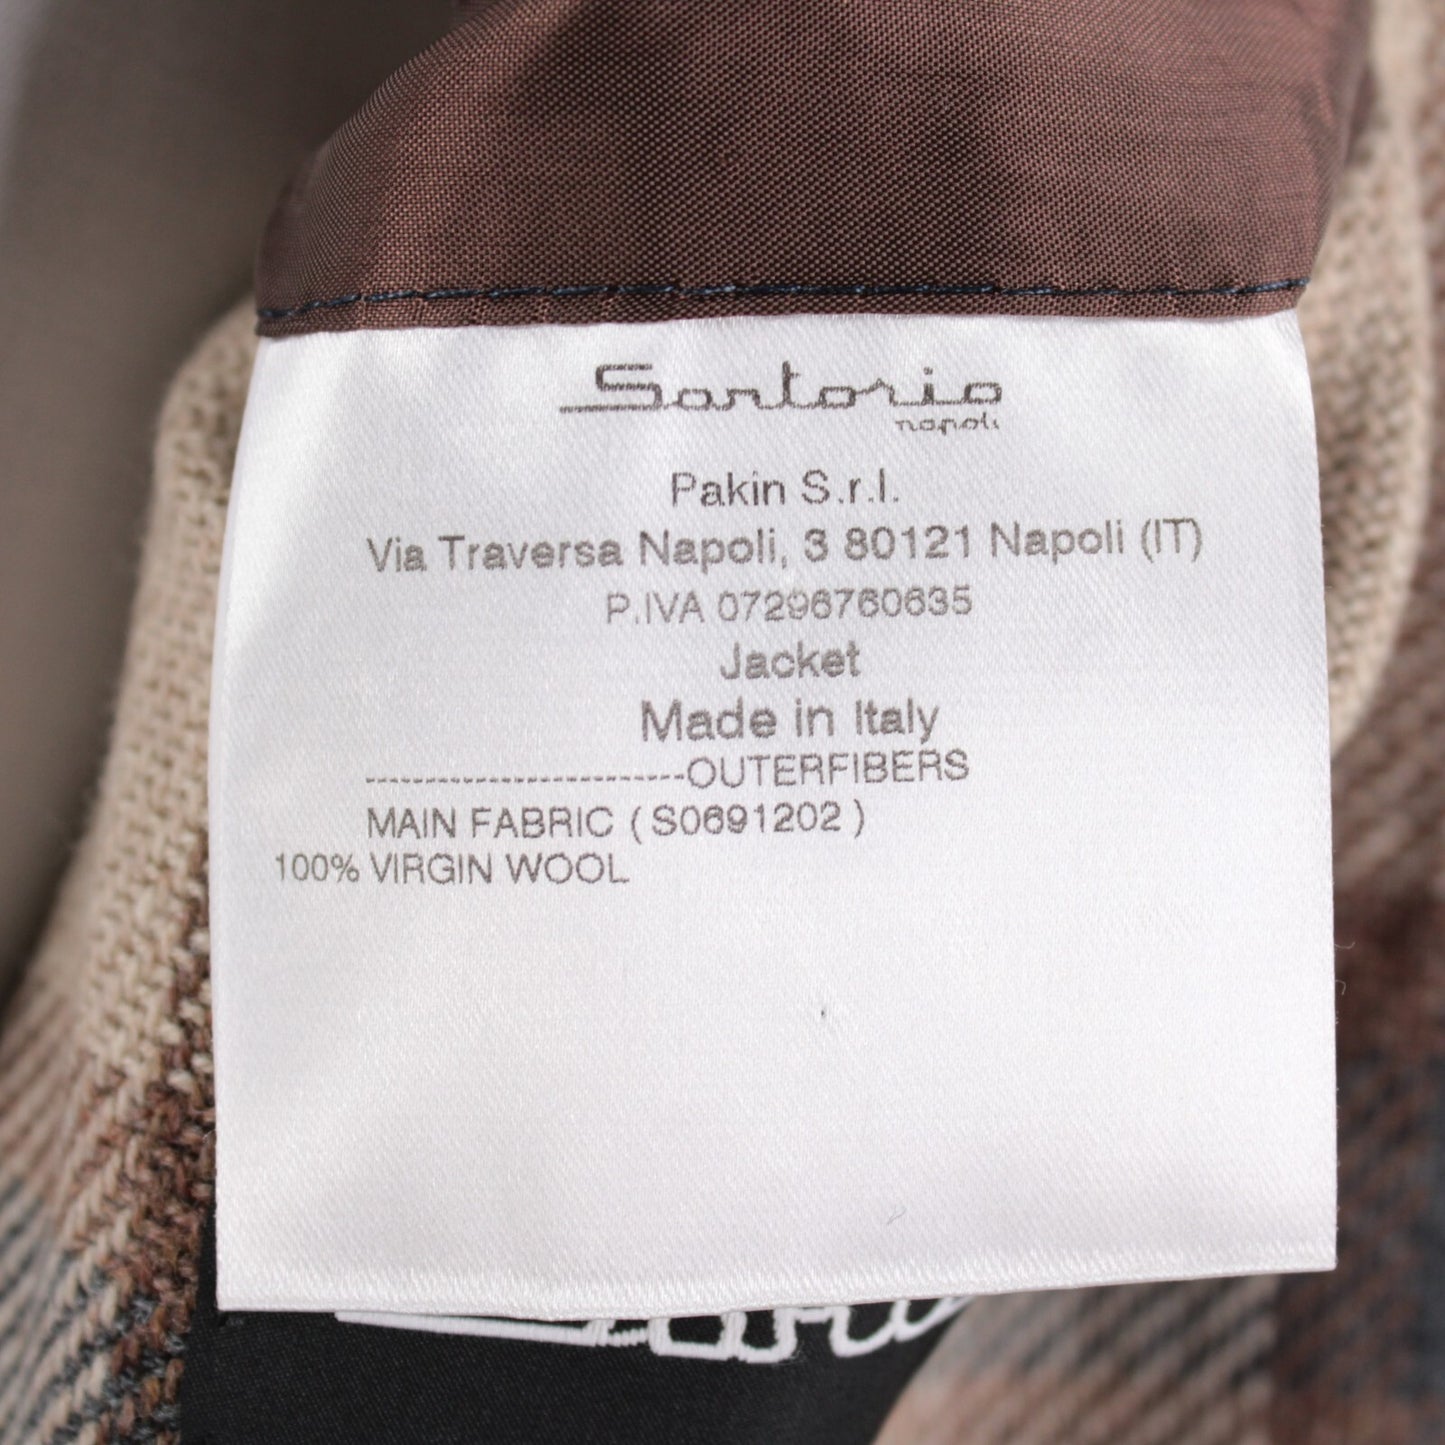 Sartorio
napoli
Pakin S.r.l.
Via Traversa Napoli, 3 80121 Napoli (IT)
P.IVA 07296760635
Jacket
Made in Italy
--------------------------OUTERFIBERS
MAIN FABRIC ( S0691202 )
100% VIRGIN WOOL